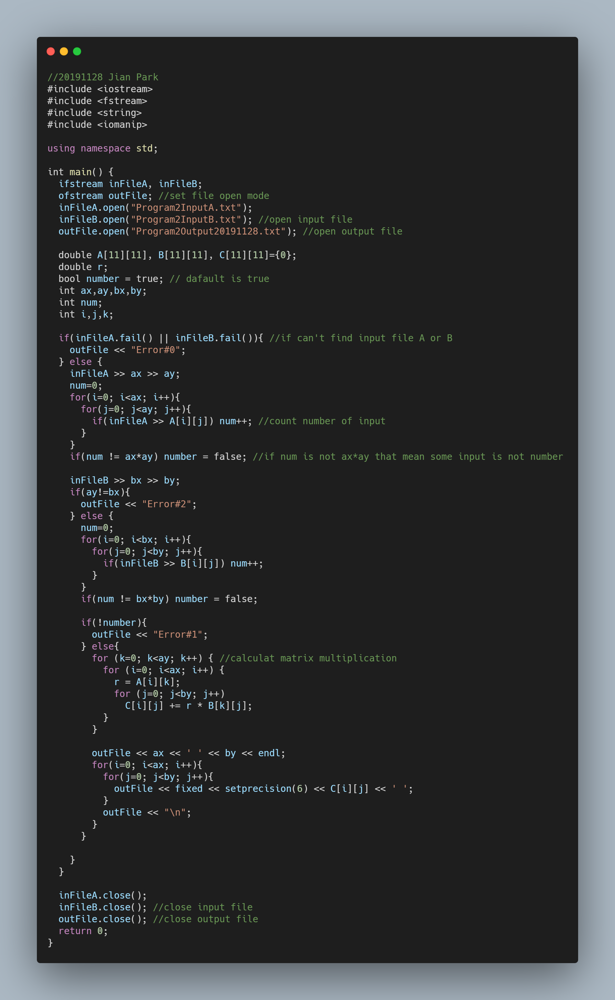 //20191128 Jian Park
#include <iostream>
#include <fstream>
#include <string>
#include <iomanip>

using namespace std;

int main() {
  ifstream inFileA, inFileB;
  ofstream outFile; //set file open mode
  inFileA.open("Program2InputA.txt");
  inFileB.open("Program2InputB.txt"); //open input file
  outFile.open("Program2Output20191128.txt"); //open output file

  double A[11][11], B[11][11], C[11][11]={0};
  double r;
  bool number = true; // dafault is true
  int ax,ay,bx,by;
  int num;
  int i,j,k;

  if(inFileA.fail() || inFileB.fail()){ //if can't find input file A or B
    outFile << "Error#0";
  } else {
    inFileA >> ax >> ay;
    num=0;
    for(i=0; i<ax; i++){
      for(j=0; j<ay; j++){
        if(inFileA >> A[i][j]) num++; //count number of input
      }
    }
    if(num != ax*ay) number = false; //if num is not ax*ay that mean some input is not number

    inFileB >> bx >> by;
    if(ay!=bx){
      outFile << "Error#2";
    } else {
      num=0;
      for(i=0; i<bx; i++){
        for(j=0; j<by; j++){
          if(inFileB >> B[i][j]) num++;
        }
      }
      if(num != bx*by) number = false;

      if(!number){
        outFile << "Error#1";
      } else{
        for (k=0; k<ay; k++) { //calculat matrix multiplication
          for (i=0; i<ax; i++) {
            r = A[i][k];
            for (j=0; j<by; j++)
              C[i][j] += r * B[k][j];
          }
        }

        outFile << ax << ' ' << by << endl;
        for(i=0; i<ax; i++){
          for(j=0; j<by; j++){
            outFile << fixed << setprecision(6) << C[i][j] << ' ';
          }
          outFile << "\n";
        }
      }

    }
  }

  inFileA.close();
  inFileB.close(); //close input file
  outFile.close(); //close output file
  return 0;
}